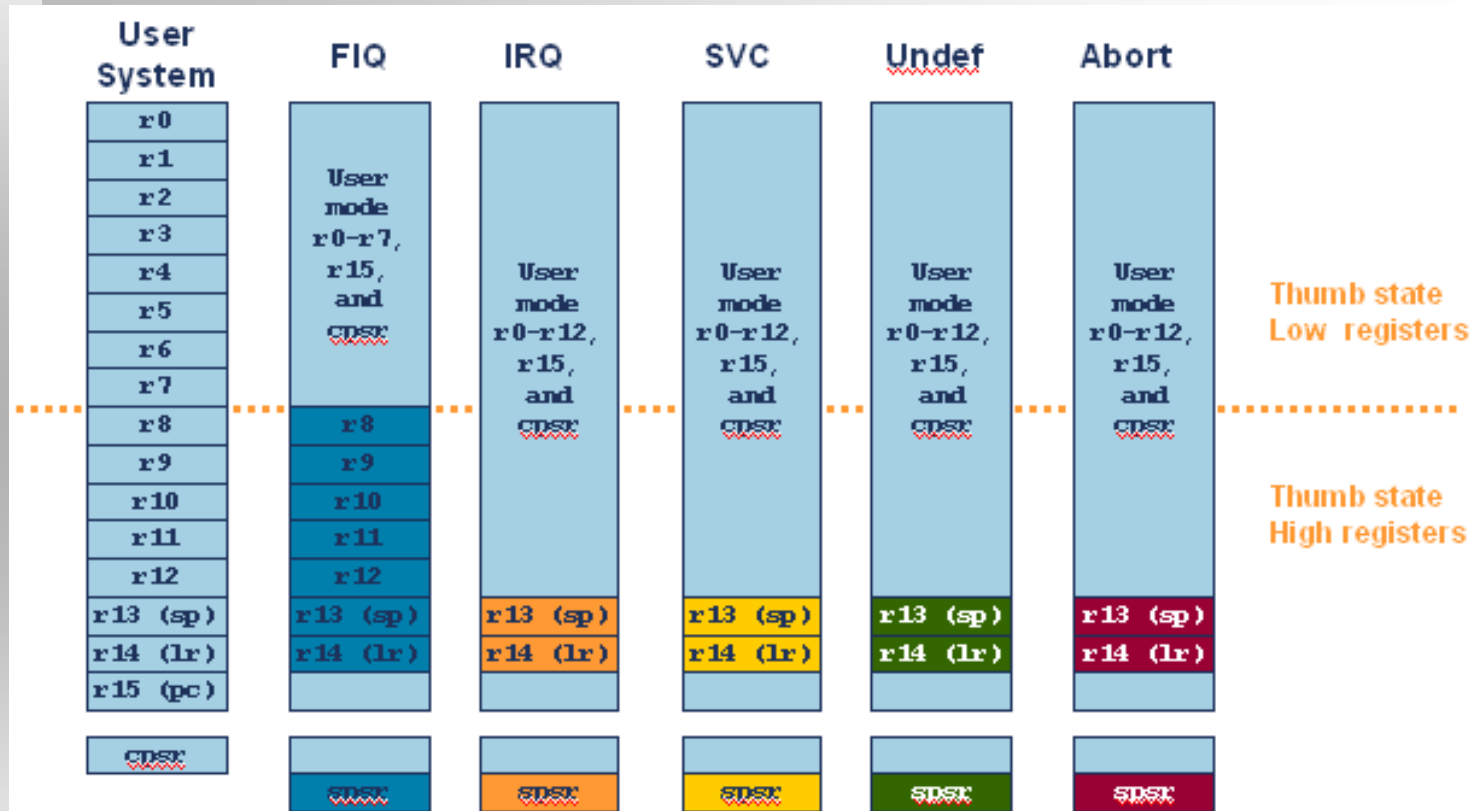 User
System
FIQ
IRQ
SVC
Undef
Abort
r0
r1
r2
r3
r4
r5
r6
r7
r8
r9
r10
r11
r12
r13 (sp)
r14 (lr)
r15 (pc)
cpsr
User
mode
r0-r7,
r15,
and
cpsr
r8
r9
r10
r11
r12
r13 (sp)
r14 (lr)
spsr
User
mode
r0-r12,
r15,
and
cpsr
r13 (sp)
r14 (lr)
spsr
User
mode
r0-r12,
r15,
and
cpsr
r13 (sp)
r14 (lr)
spsr
User
mode
r0-r12,
r15,
and
cpsr
r13 (sp)
r14 (lr)
spsr
User
mode
r0-r12,
r15,
and
cpsr
r13 (sp)
r14 (lr)
spsr
Thumb state
Low registers
Thumb state
High registers